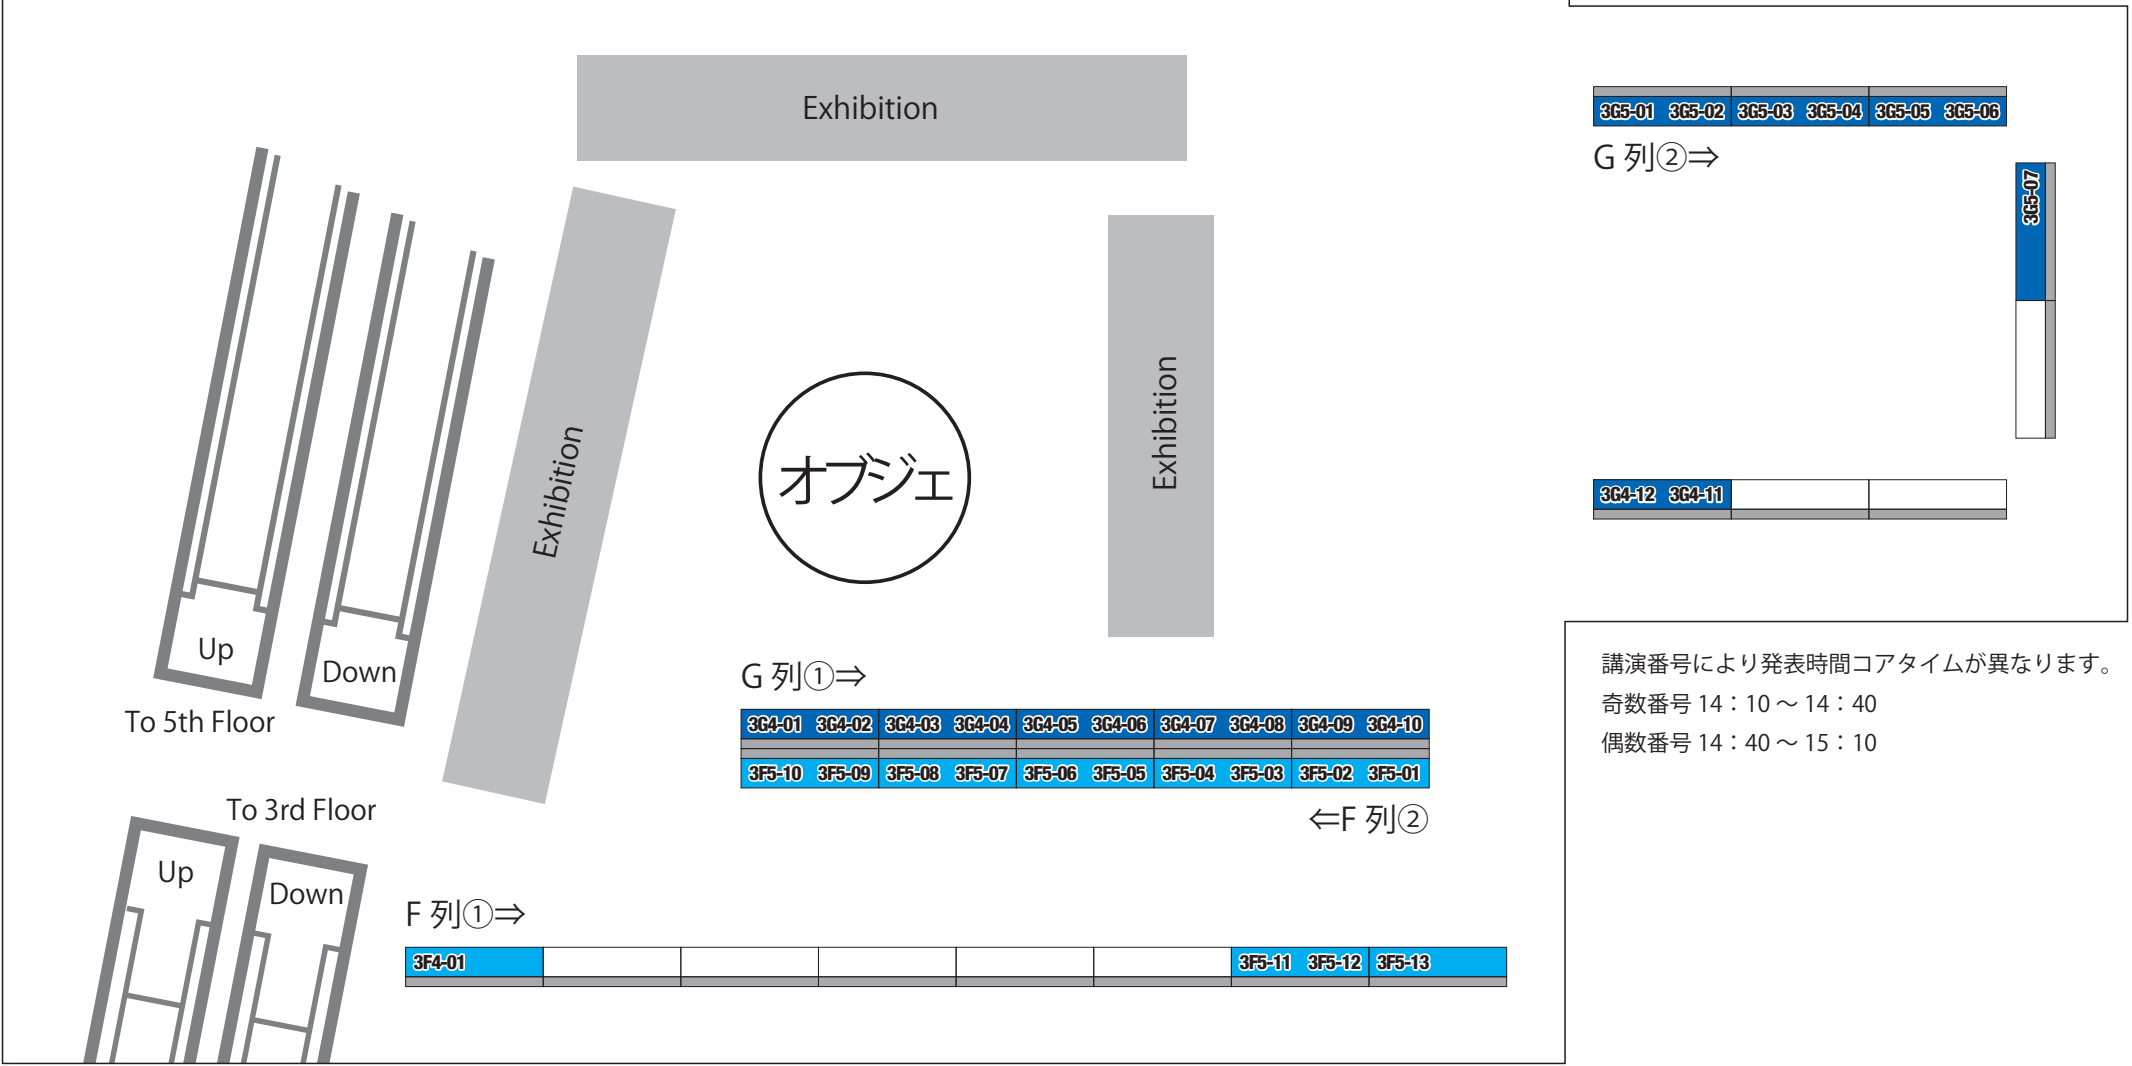 Exhibition
3G5-01 3G5-02 3G5-03 3G5-04 3G5-05 3G5-06
G 列②⇒
3G5-07
Exhibition
Exhibition
オブジェ
3G4-12 3G4-11
Up
Down
To 5th Floor
G 列①⇒
3G4-01 3G4-02 3G4-03 3G4-04 3G4-05 3G4-06 3G4-07 3G4-08 3G4-09 3G4-10
3F5-10 3F5-09 3F5-08 3F5-07 3F5-06 3F5-05 3F5-04 3F5-03 3F5-02 3F5-01
⇐F 列②
講演番号により発表時間コアタイムが異なります。
奇数番号 14：10 ～ 14：40
偶数番号 14：40 ～ 15：10
To 3rd Floor
Up
Down
F 列①⇒
3F4-01 3F5-11 3F5-12 3F5-13